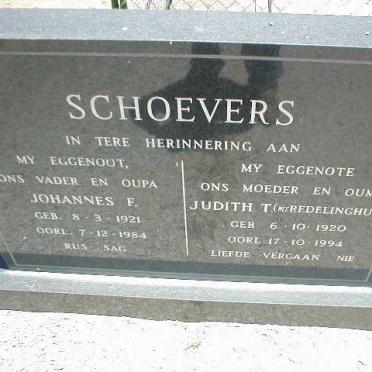 SCHOEVERS
IN TERE HERINNERING AAN
MY EGGENOOT,
ONS VADER EN OUPA
JOHANNES F.
GEB. 8-3-1921
OORL. 7-12-1984
RUS SAG
MY EGGENOTE
ONS MOEDER EN OUM
JUDITH T. (NEE REDELINGHU
GEB 6-10-1920
OORL 17-10-1994
LIEFDE VERGAAN NIE